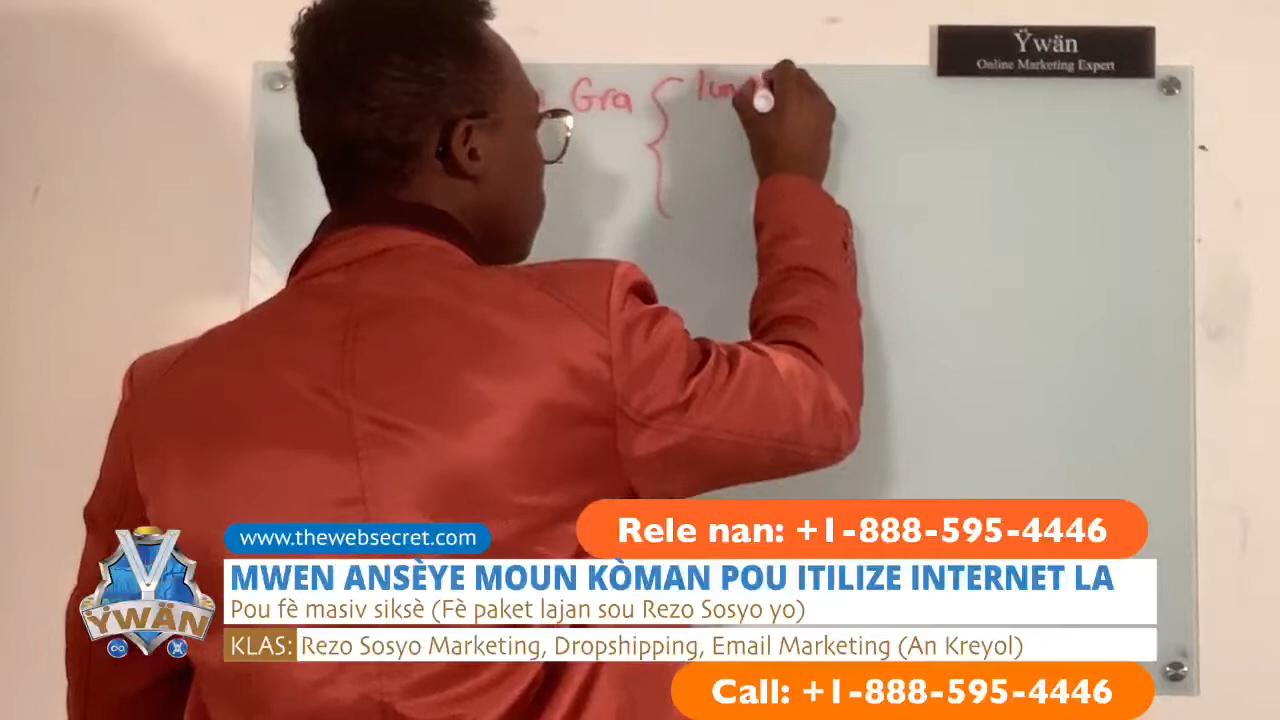 Ÿwän
Online Marketing Expert
Gra {
Rele nan: +1-888-595-4446
www.thewebsecret.com
MWEN ANSÈYE MOUN KÒMAN POU ITILIZE INTERNET LA
Pou fè masiv siksè (Fè paket lajan sou Rezo Sosyo yo)
ŸWÄN
KLAS: Rezo Sosyo Marketing, Dropshipping, Email Marketing (An Kreyol)
Call: +1-888-595-4446